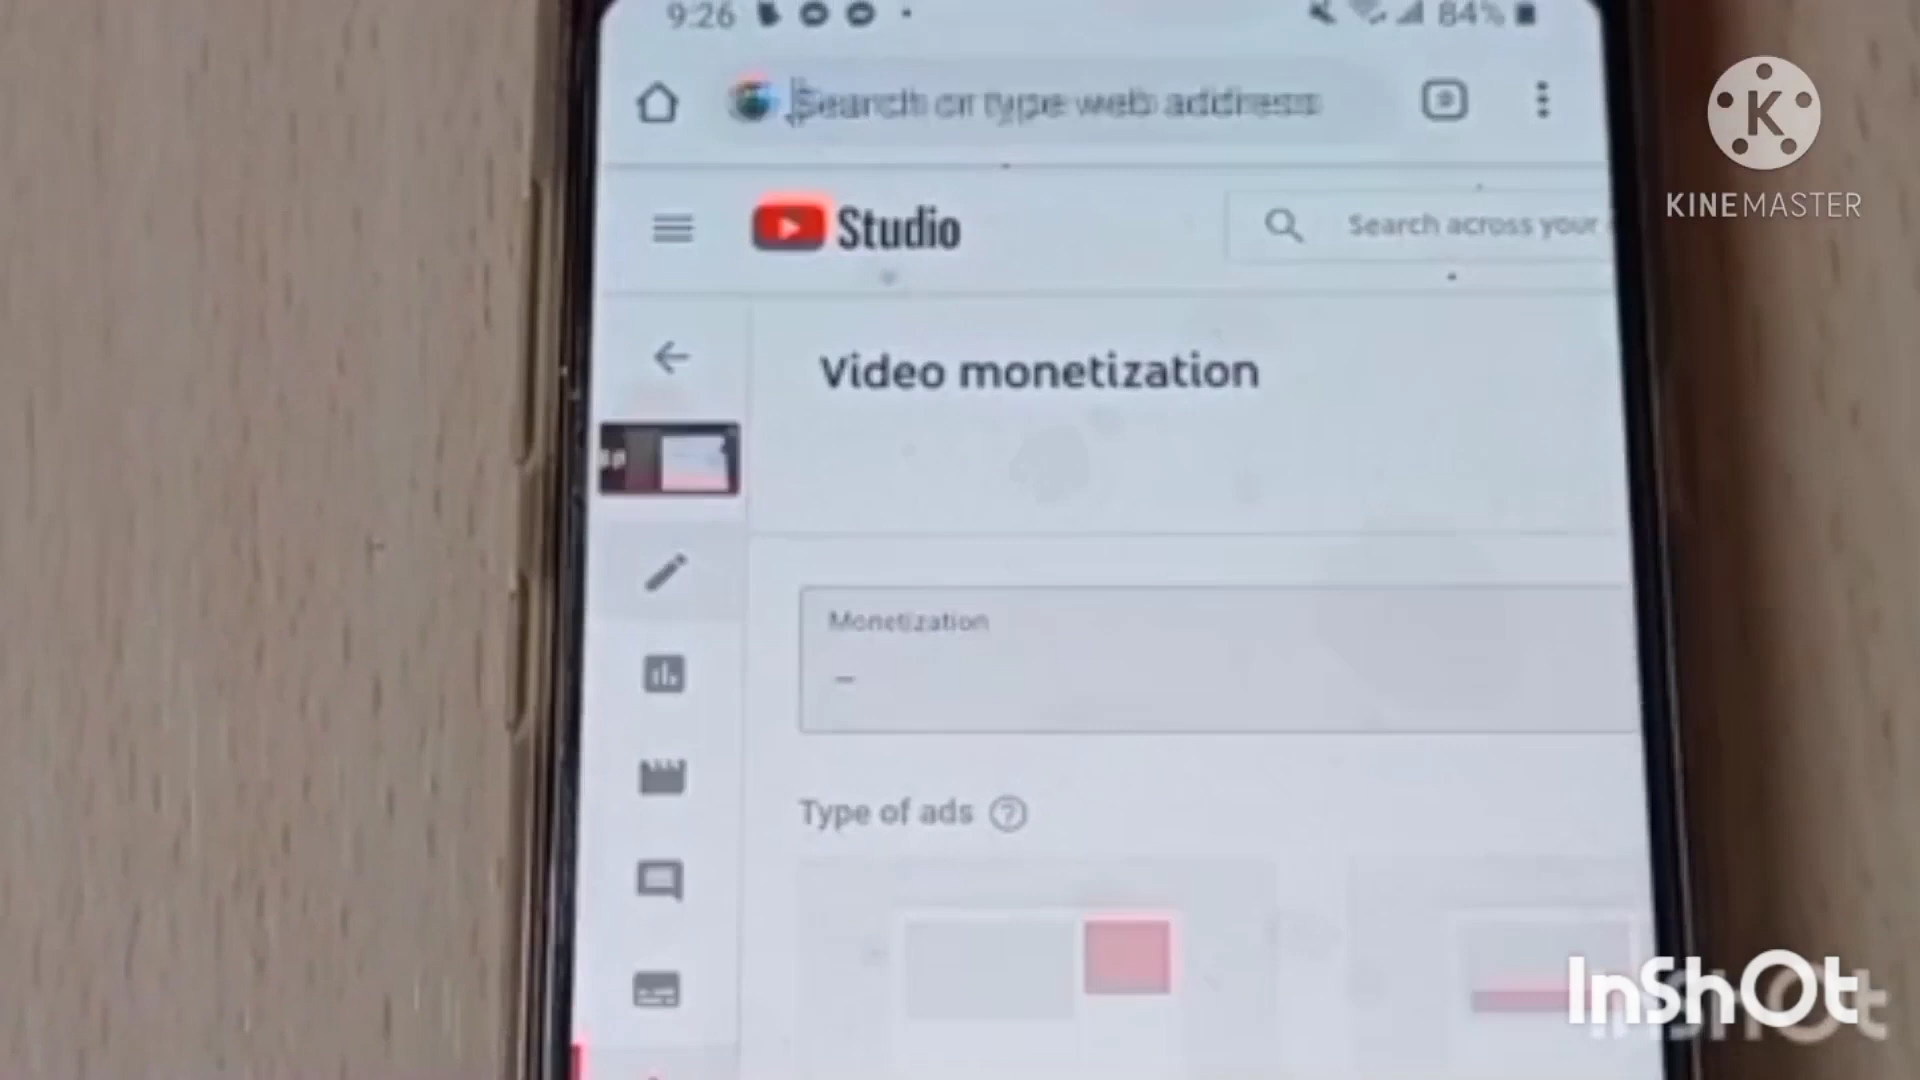 9:26
84%
Search or type web address
K
KINEMASTER
Studio
Search across your
Video monetization
Monetization
–
Type of ads
InShOt